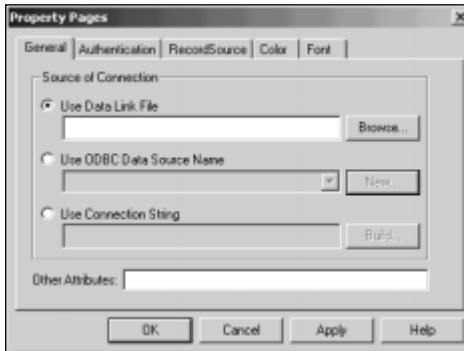 Property Pages
General Authentication RecordSource Color Font
Source of Connection
Use Data Link File
Browse...
Use ODBC Data Source Name
New...
Use Connection String
Build...
Other Attributes:
OK Cancel Apply Help